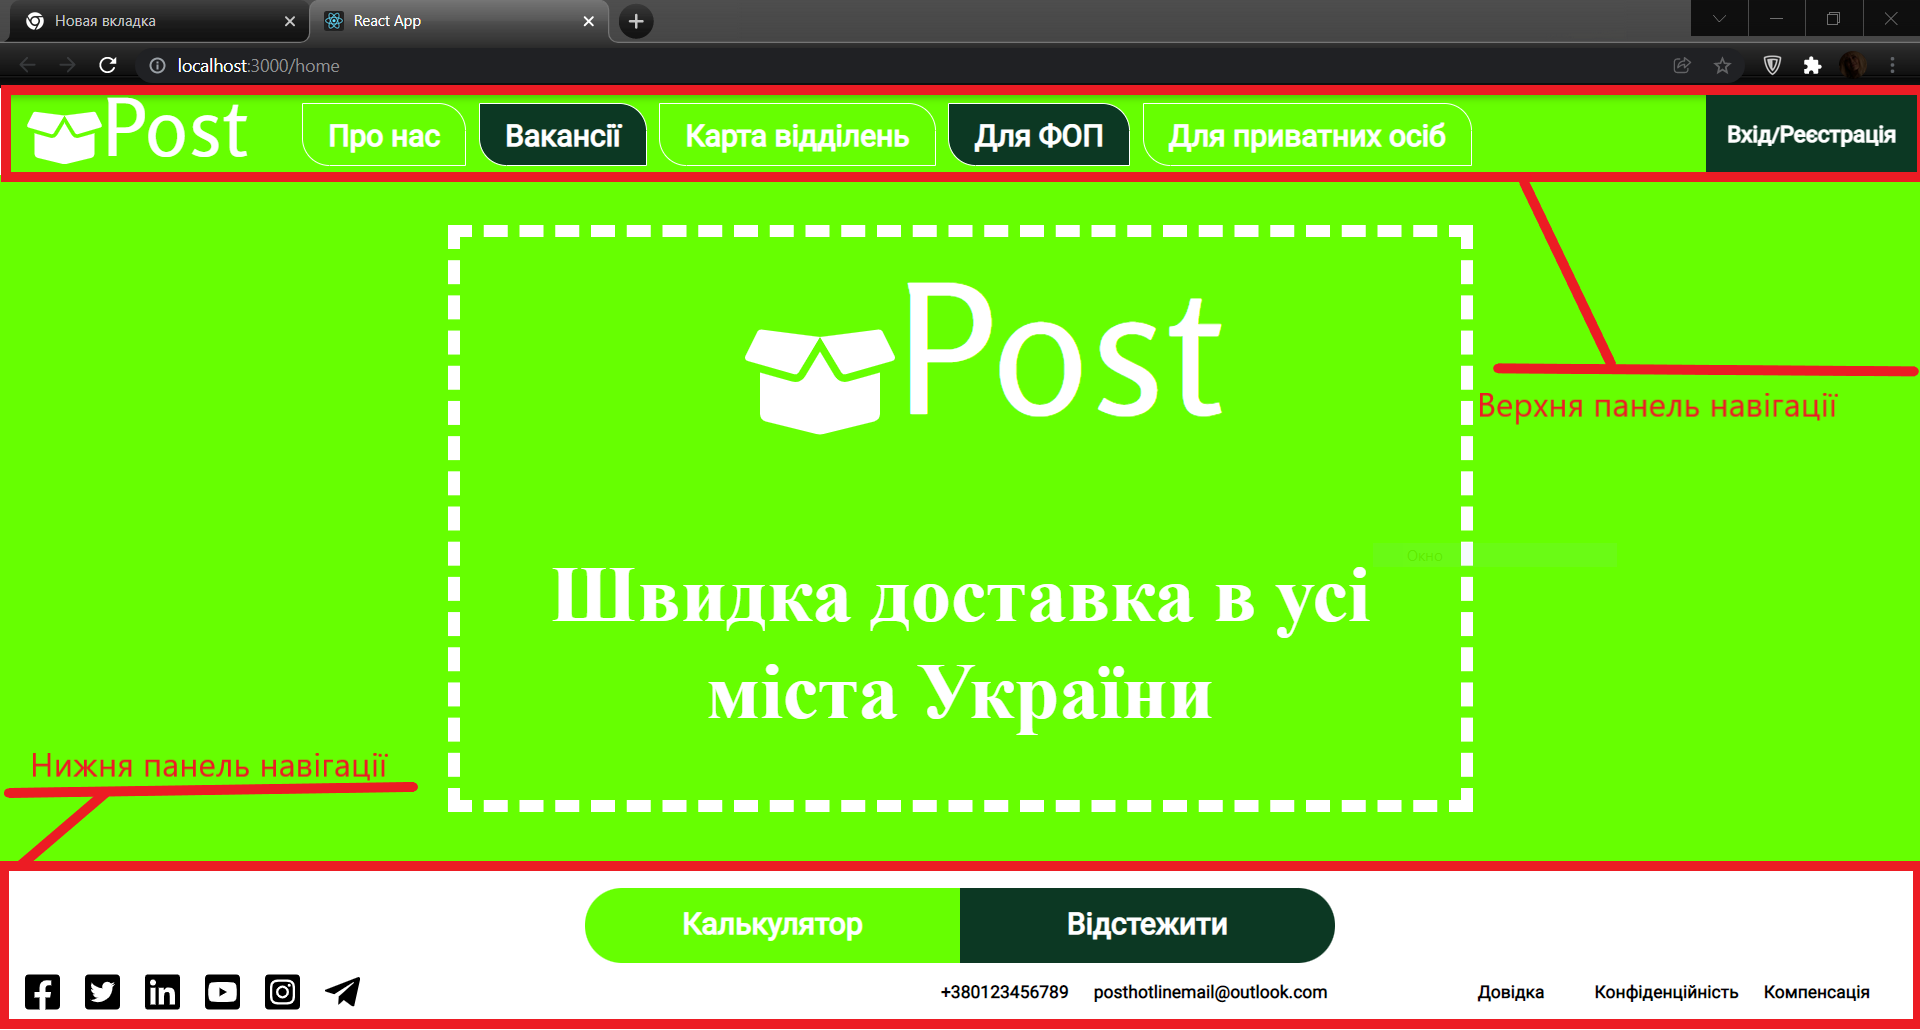 Новая вкладка
React App
localhost:3000/home
Post
Про нас
Вакансії
Карта відділень
Для ФОП
Для приватних осіб
Вхід/Реєстрація
Post
Верхня панель навігації
Окно
Швидка доставка в усі
міста України
Нижня панель навігації
Калькулятор
Відстежити
+380123456789
posthotlinemail@outlook.com
Довідка
Конфіденційність
Компенсація